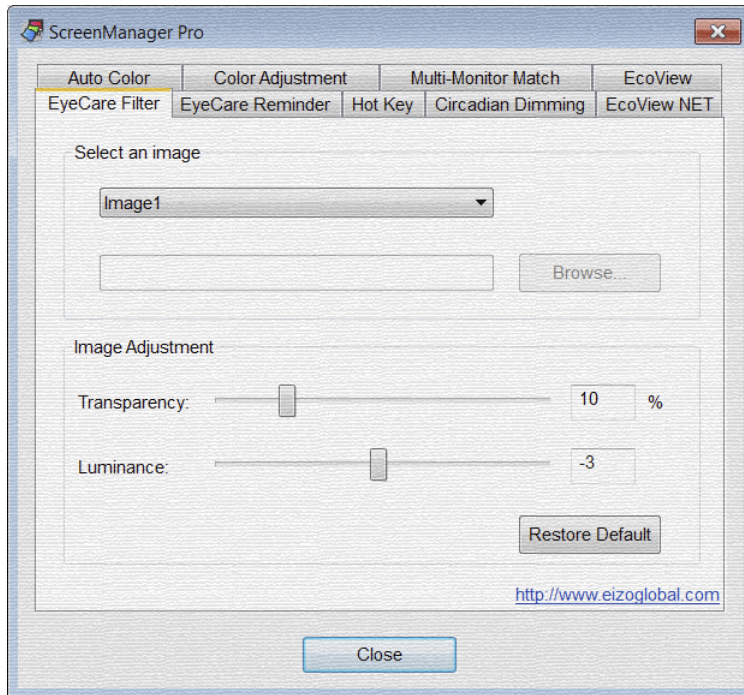 ScreenManager Pro
Auto Color Color Adjustment Multi-Monitor Match EcoView
EyeCare Filter EyeCare Reminder Hot Key Circadian Dimming EcoView NET
Select an image
Image1
Browse...
Image Adjustment
Transparency: 10 %
Luminance: -3
Restore Default
http://www.eizoglobal.com
Close